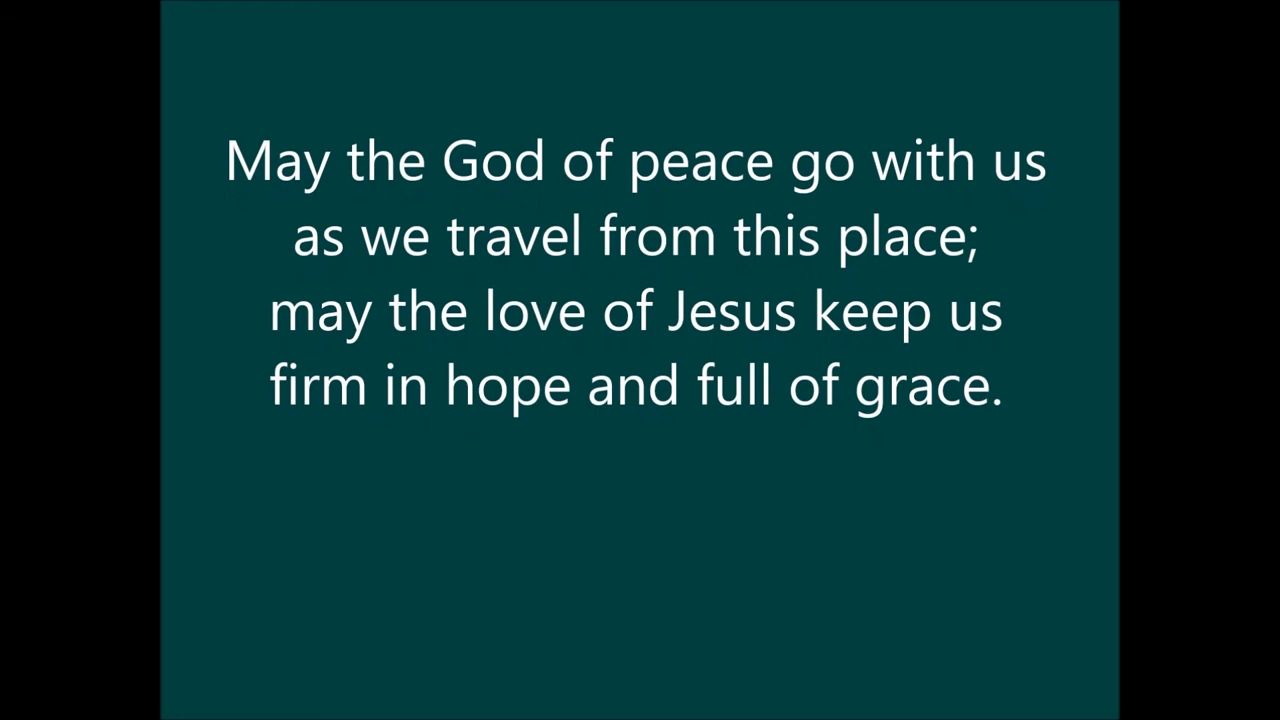 May the God of peace go with us
as we travel from this place;
may the love of Jesus keep us
firm in hope and full of grace.